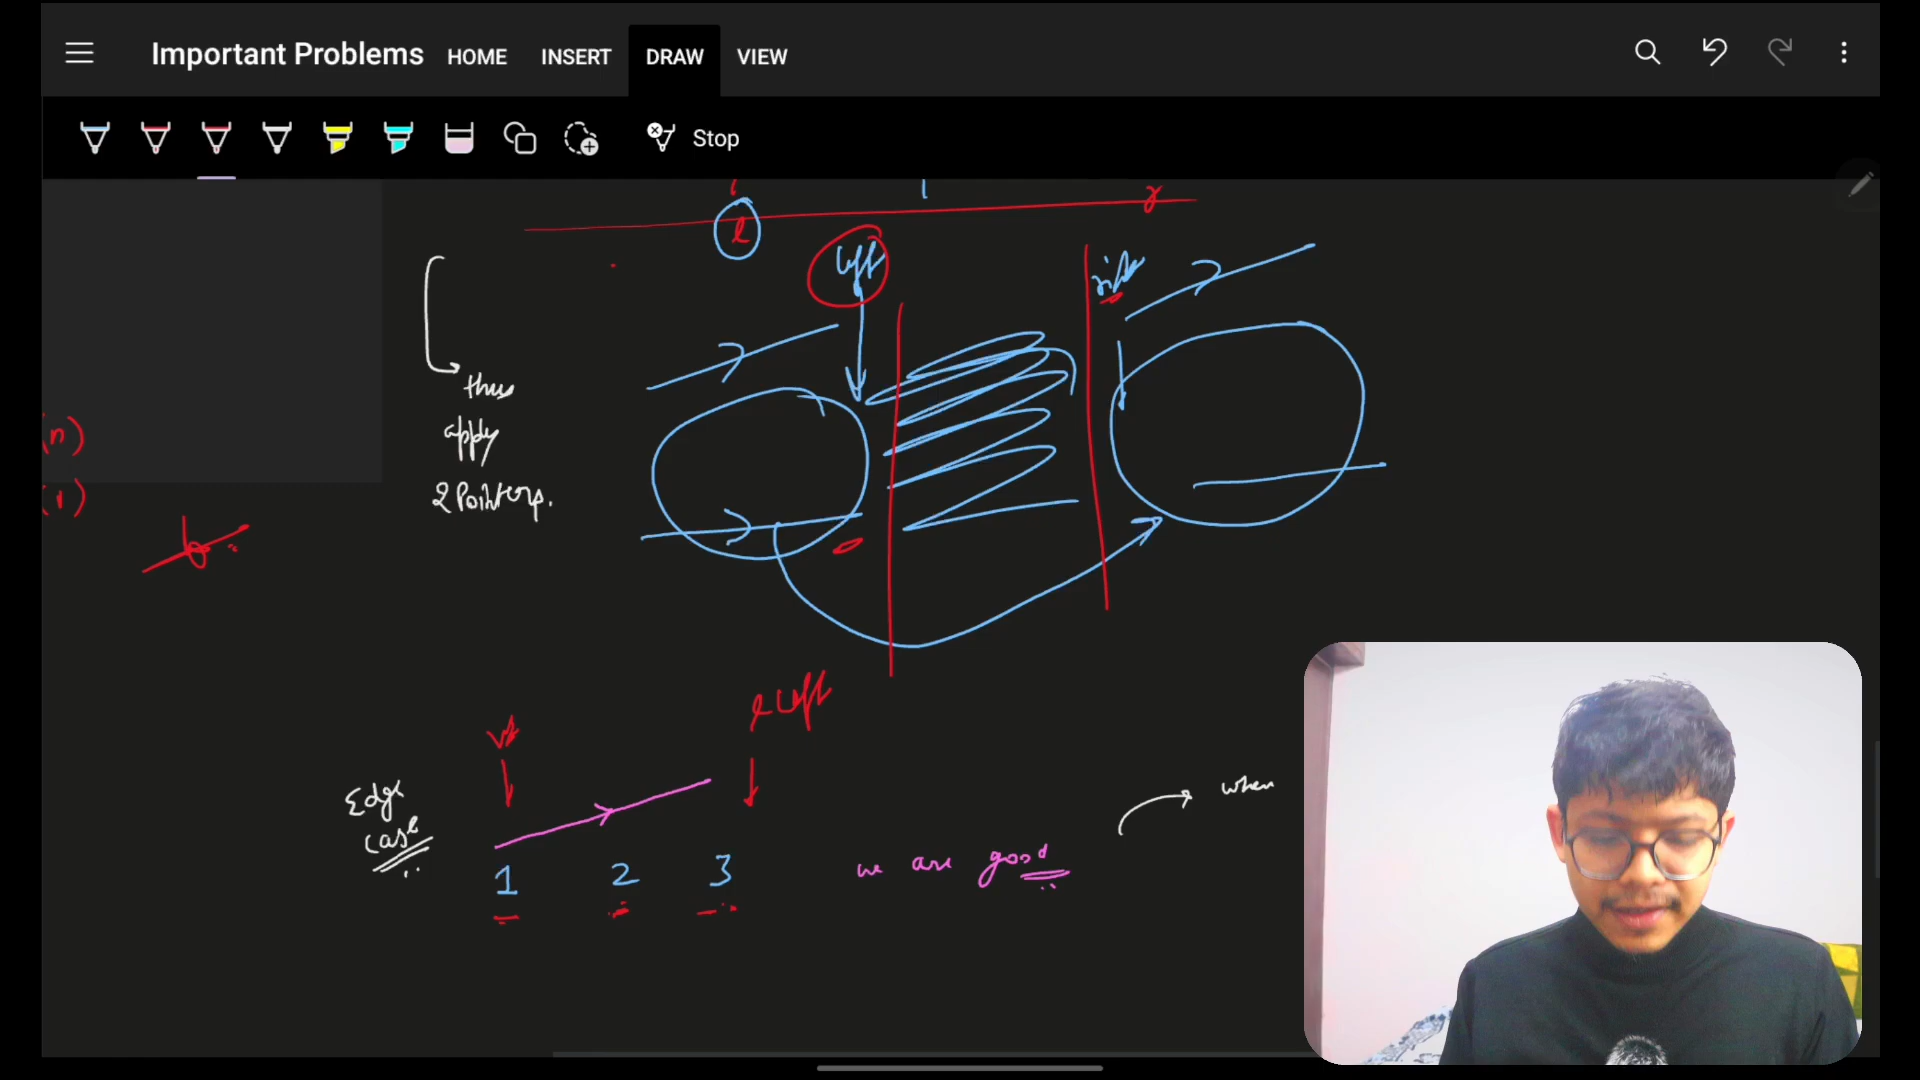 Important Problems HOME INSERT DRAW VIEW
Stop
r
l
left
right
thus
apply
2 Pointers.
(n)
(1)
left
Edge
case
when
1 2 3
we are good